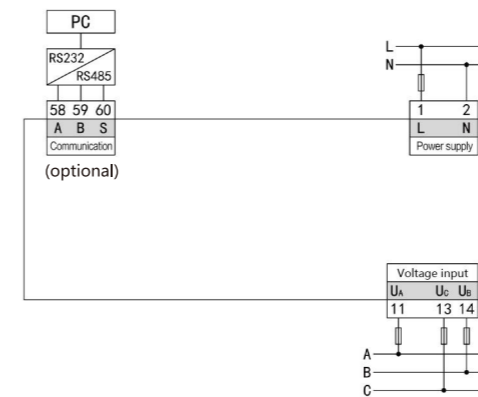 PC
RS232
RS485
58 59 60
A B S
Communication
(optional)
L
N
1 2
L N
Power supply
Voltage input
UA UC UB
11 13 14
A
B
C